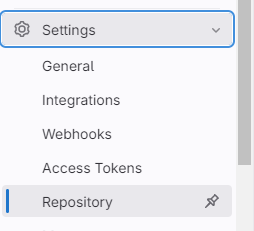 Settings
General
Integrations
Webhooks
Access Tokens
Repository